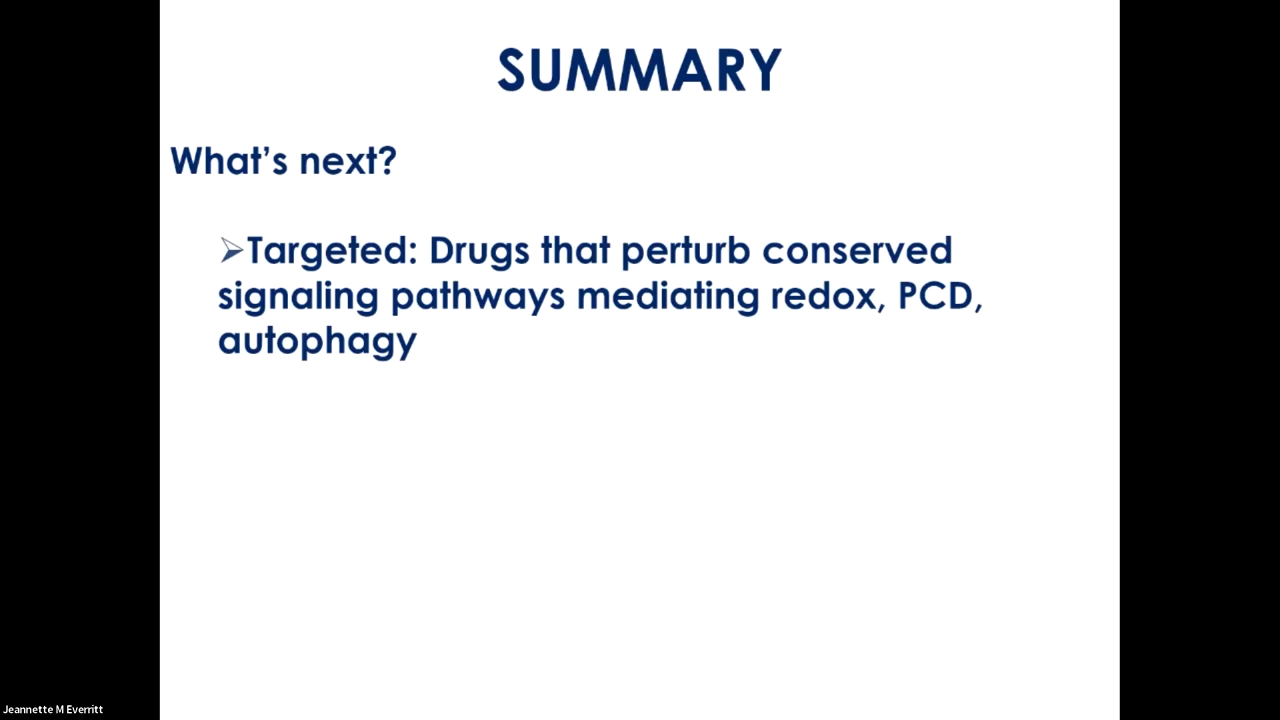 SUMMARY
What's next?
➢Targeted: Drugs that perturb conserved
signaling pathways mediating redox, PCD,
autophagy
Jeannette M Everritt